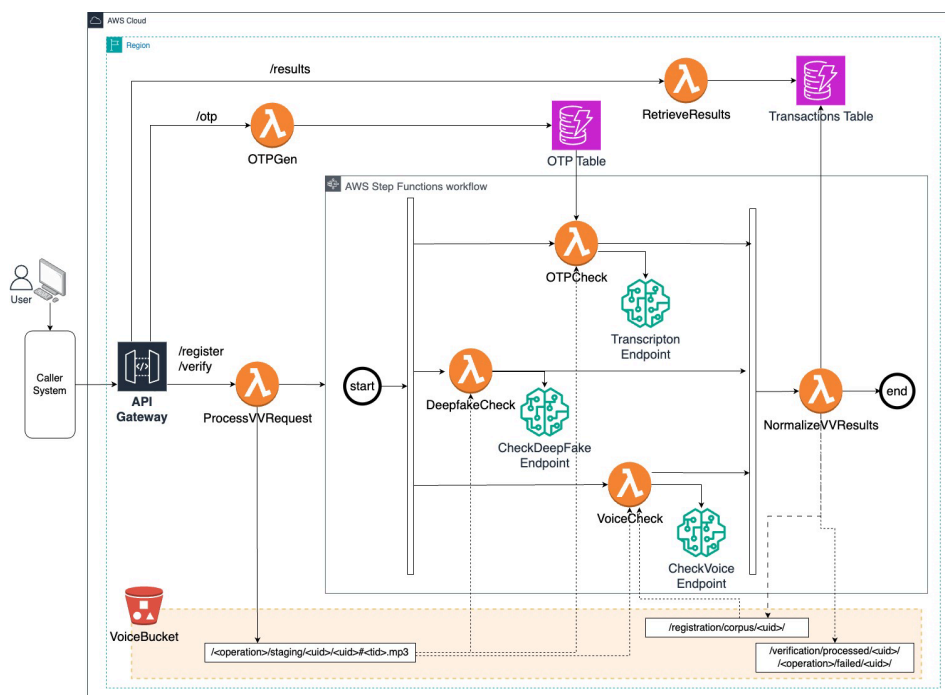 AWS Cloud
Region
/results
RetrieveResults
Transactions Table
/otp
OTPGen
OTP Table
AWS Step Functions workflow
OTPCheck
Transcripton
Endpoint
User
Caller
System
API
Gateway
/register
/verify
ProcessVVRequest
start
DeepfakeCheck
CheckDeepFake
Endpoint
VoiceCheck
CheckVoice
Endpoint
NormalizeVVResults
end
VoiceBucket
/<operation>/staging/<uid>/<uid>#<tid>.mp3
/registration/corpus/<uid>/
/verification/processed/<uid>/
/<operation>/failed/<uid>/